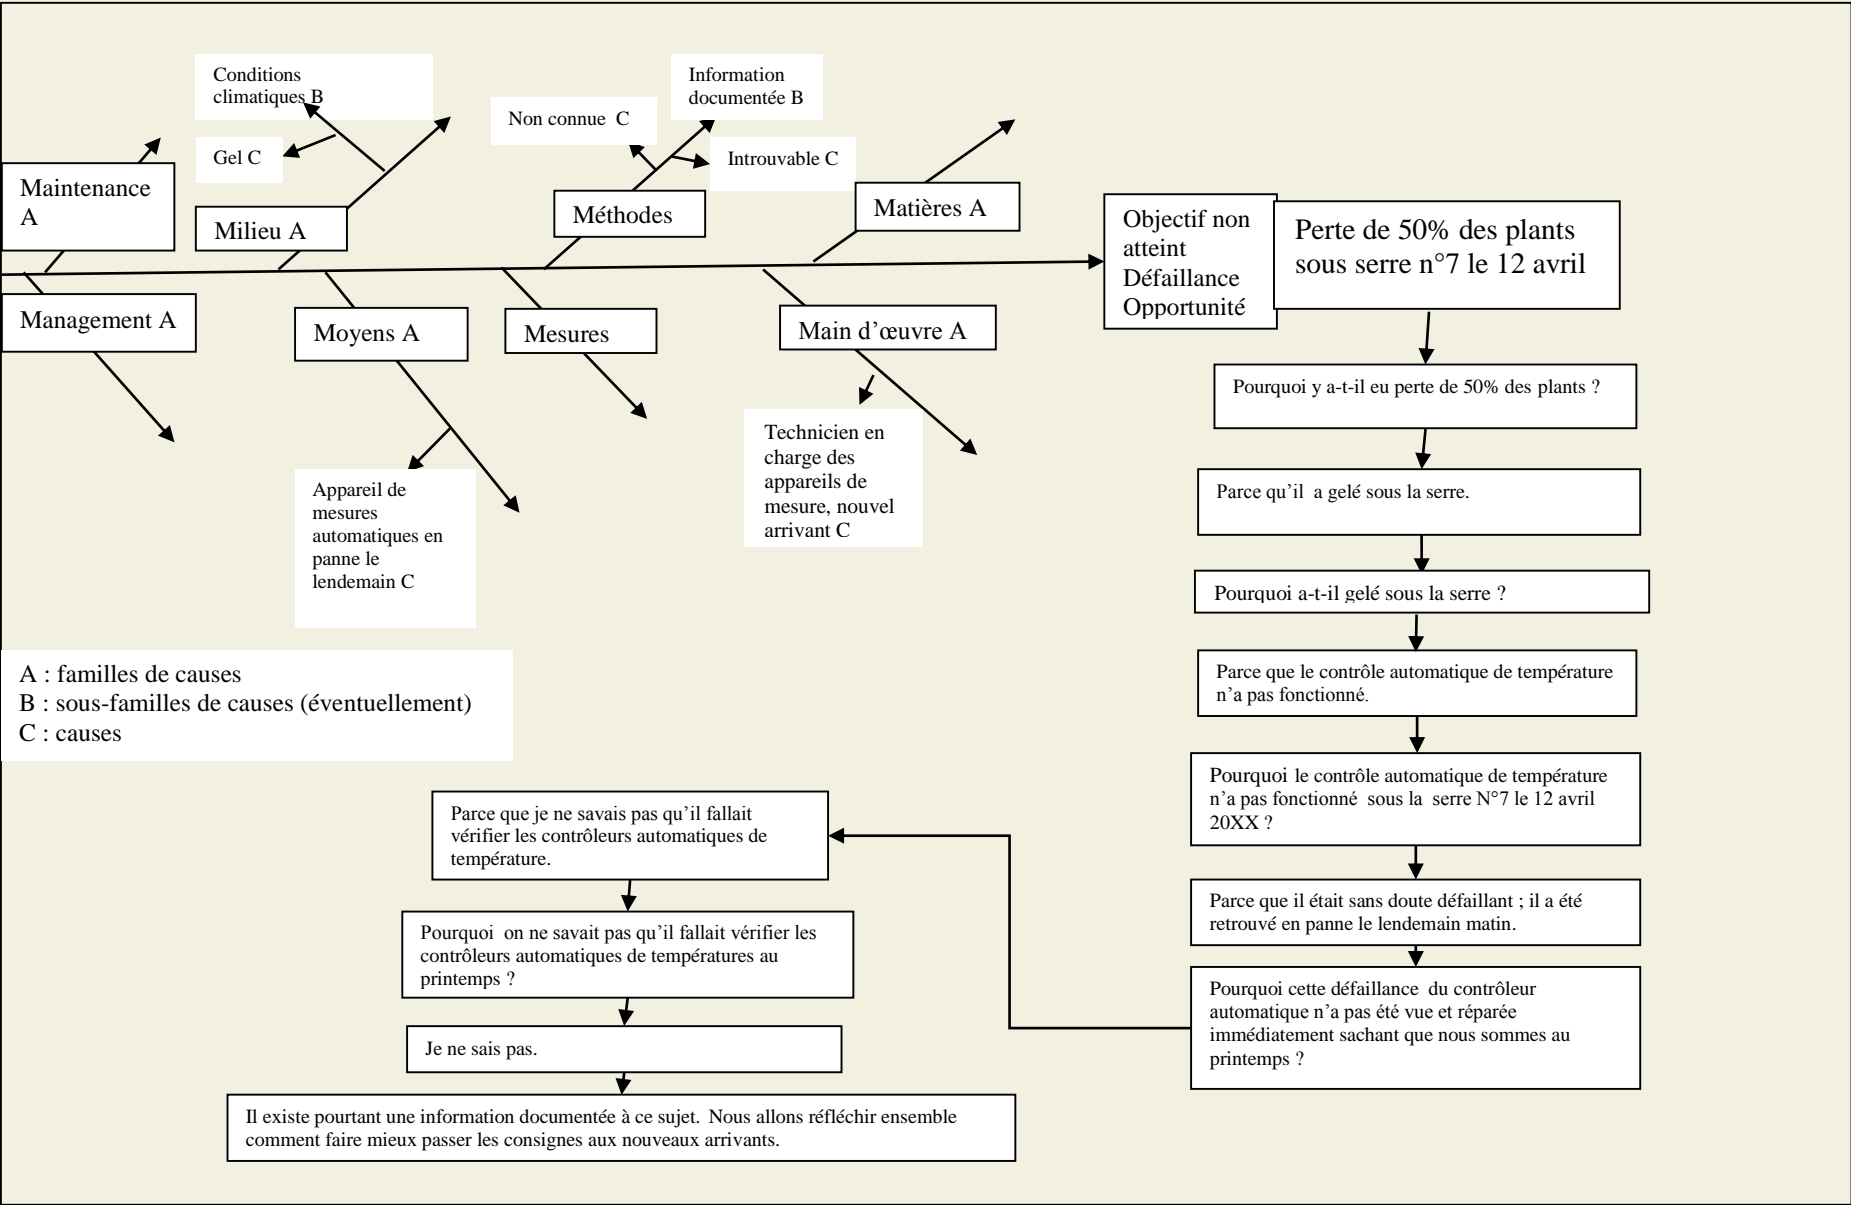 Conditions
climatiques B
Gel C
Maintenance
A
Milieu A
Non connue  C
Information
documentée B
Introuvable C
Méthodes
Matières A
Management A
Moyens A
Mesures
Main d’œuvre A
Appareil de
mesures
automatiques en
panne le
lendemain C
Technicien en
charge des
appareils de
mesure, nouvel
arrivant C
Objectif non
atteint
Défaillance
Opportunité
Perte de 50% des plants
sous serre n°7 le 12 avril
Pourquoi y a-t-il eu perte de 50% des plants ?
Parce qu’il  a gelé sous la serre.
Pourquoi a-t-il gelé sous la serre ?
Parce que le contrôle automatique de température
n’a pas fonctionné.
Pourquoi le contrôle automatique de température
n’a pas fonctionné  sous la  serre N°7 le 12 avril
20XX ?
Parce que il était sans doute défaillant ; il a été
retrouvé en panne le lendemain matin.
Pourquoi cette défaillance  du contrôleur
automatique n’a pas été vue et réparée
immédiatement sachant que nous sommes au
printemps ?
Parce que je ne savais pas qu’il fallait
vérifier les contrôleurs automatiques de
température.
Pourquoi  on ne savait pas qu’il fallait vérifier les
contrôleurs automatiques de températures au
printemps ?
Je ne sais pas.
Il existe pourtant une information documentée à ce sujet.  Nous allons réfléchir ensemble
comment faire mieux passer les consignes aux nouveaux arrivants.
A : familles de causes
B : sous-familles de causes (éventuellement)
C : causes